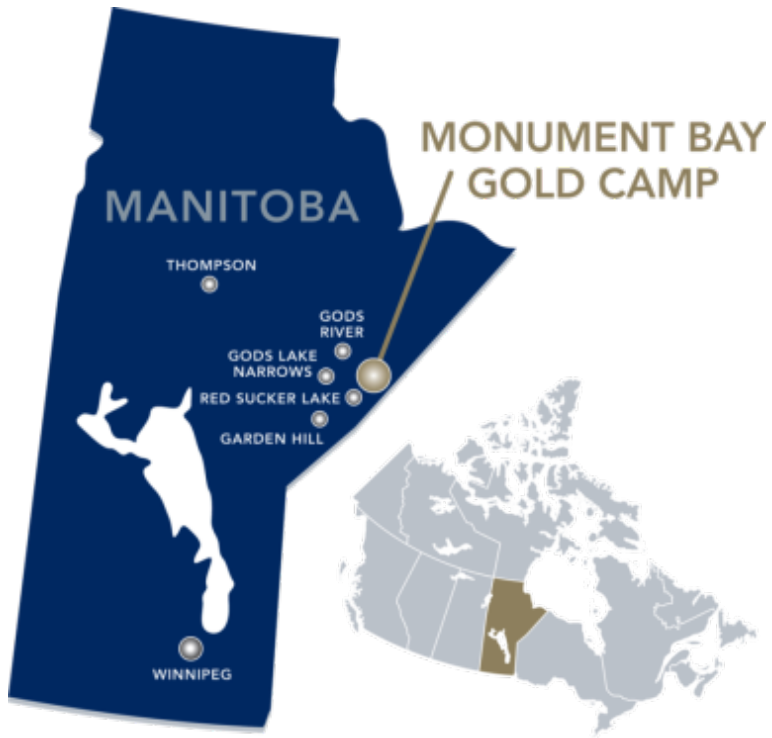 MONUMENT BAY
GOLD CAMP
MANITOBA
THOMPSON
GODS
RIVER
GODS LAKE
NARROWS
RED SUCKER LAKE
GARDEN HILL
WINNIPEG